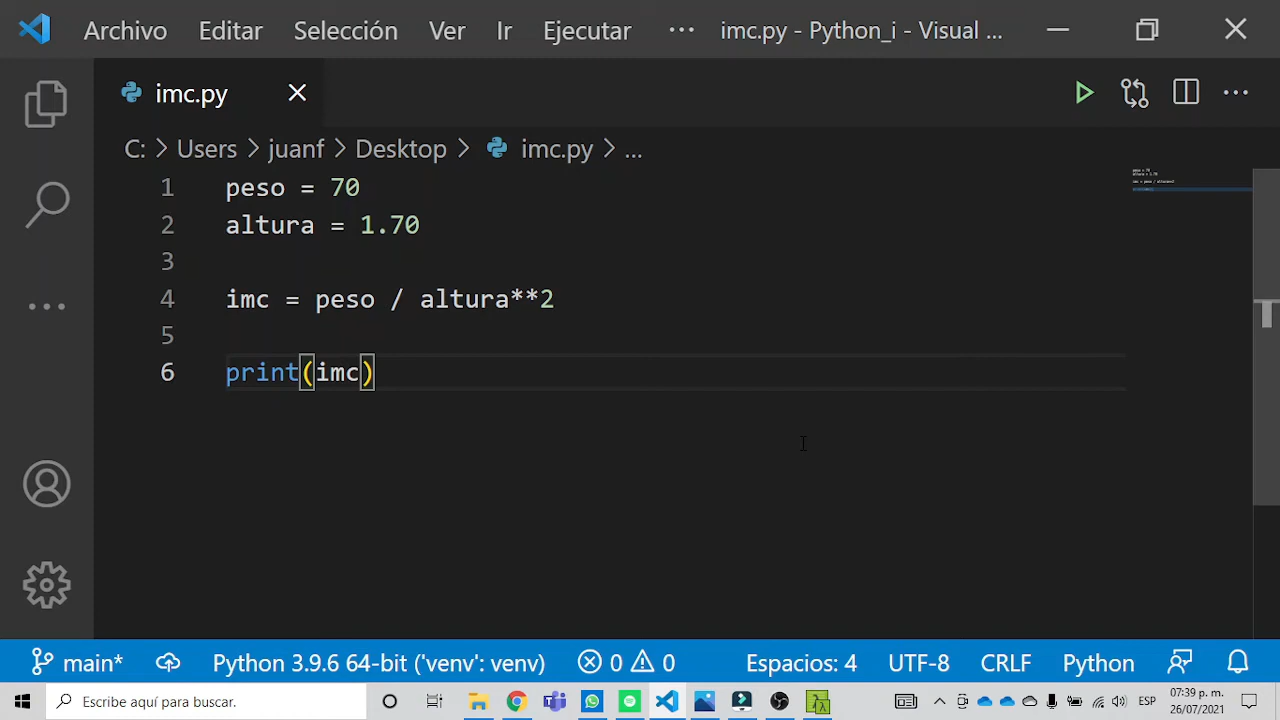 Archivo Editar Selección Ver Ir Ejecutar ··· imc.py - Python_i - Visual ...
imc.py
C: > Users > juanf > Desktop > imc.py > ...
1 peso = 70
2 altura = 1.70
3
4 imc = peso / altura**2
5
6 print(imc)
main* Python 3.9.6 64-bit ('venv': venv) 0 0 Espacios: 4 UTF-8 CRLF Python
Escribe aquí para buscar. ESP 07:39 p. m.
26/07/2021